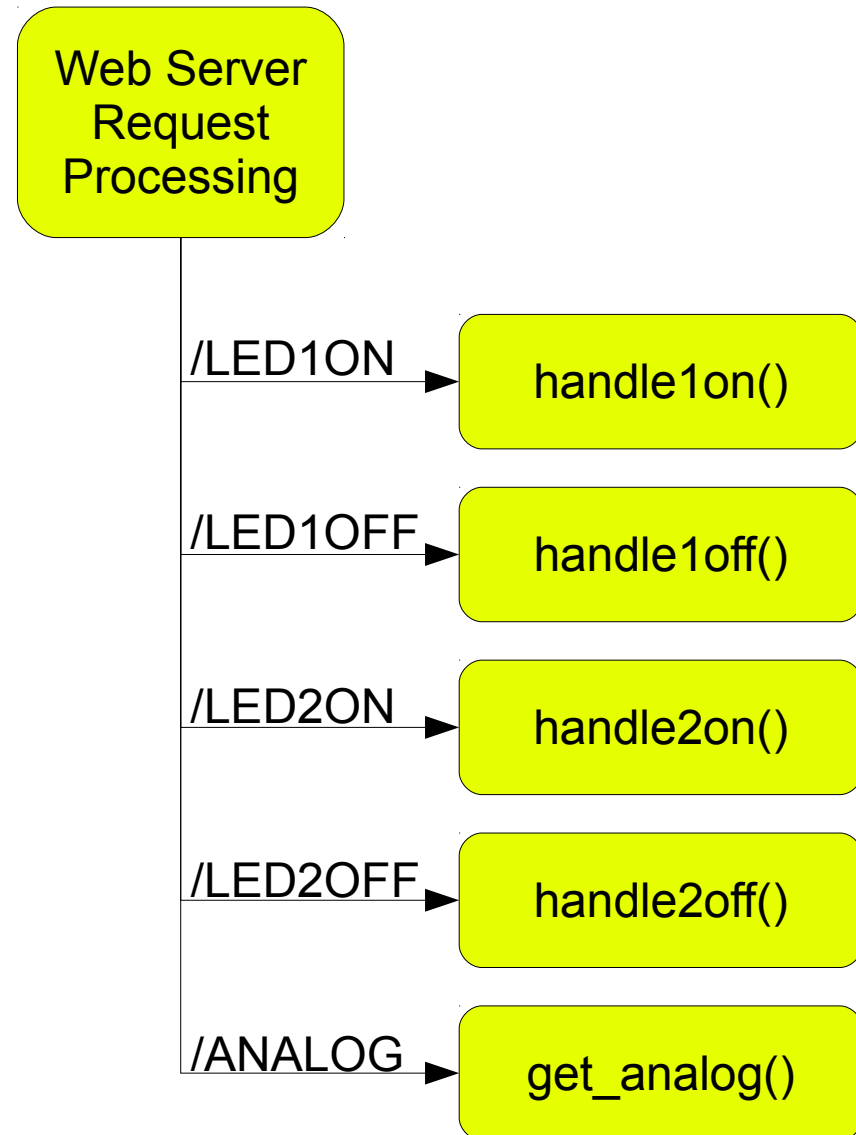 Web Server
Request
Processing
/LED1ON
handle1on()
/LED1OFF
handle1off()
/LED2ON
handle2on()
/LED2OFF
handle2off()
/ANALOG
get_analog()